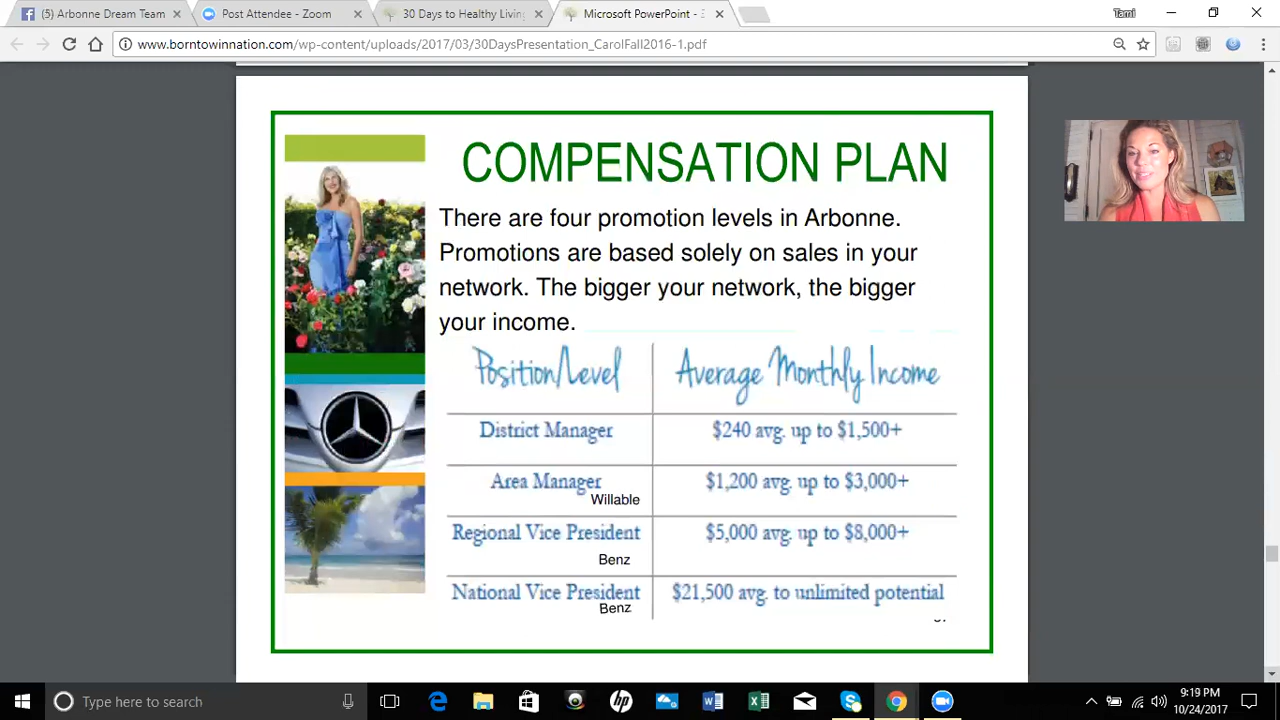 (5) Arbonne Dream Team
Post Attendee - Zoom
30 Days to Healthy Livin
Microsoft PowerPoint - 3
Tami
www.borntowinnation.com/wp-content/uploads/2017/03/30DaysPresentation_CarolFall2016-1.pdf
COMPENSATION PLAN
There are four promotion levels in Arbonne.
Promotions are based solely on sales in your
network. The bigger your network, the bigger
your income.
Position/Level Average Monthly Income
District Manager $240 avg. up to $1,500+
Area Manager $1,200 avg. up to $3,000+
Willable
Regional Vice President $5,000 avg. up to $8,000+
Benz
National Vice President $21,500 avg. to unlimited potential
Benz
Type here to search
9:19 PM
10/24/2017